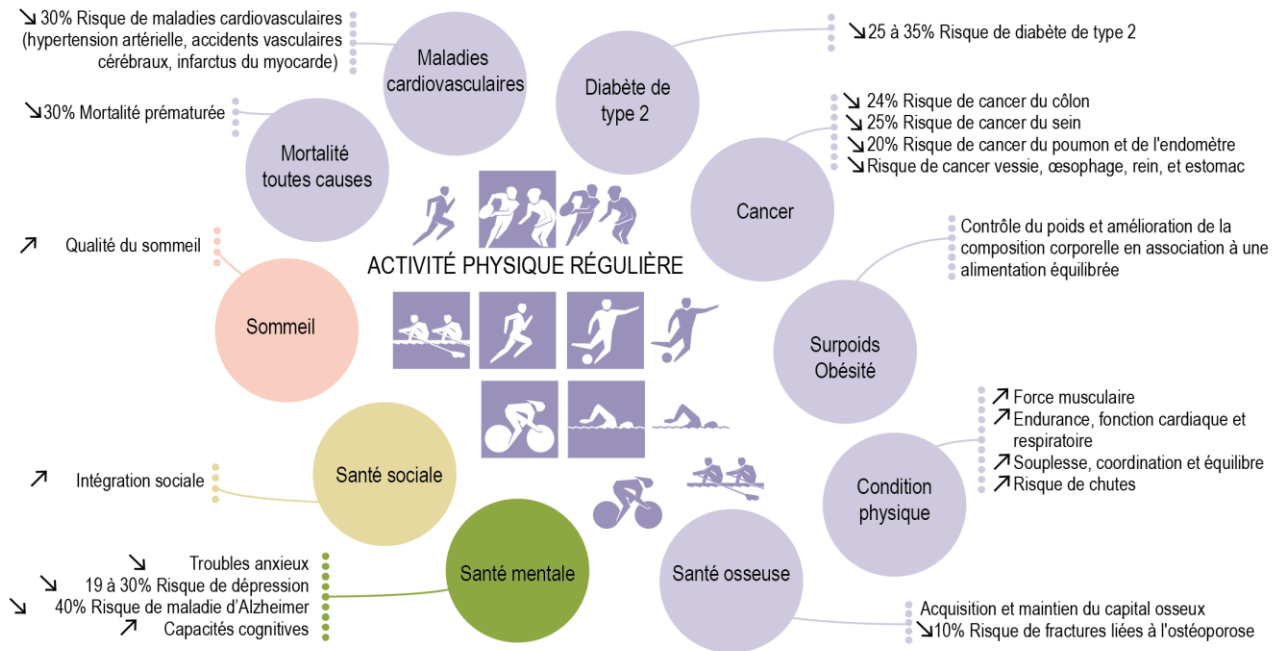 ↘ 30% Risque de maladies cardiovasculaires
(hypertension artérielle, accidents vasculaires
cérébraux, infarctus du myocarde)
Maladies
cardiovasculaires
↘30% Mortalité prématurée
Mortalité
toutes causes
↗ Qualité du sommeil
Sommeil
↗ Intégration sociale
Santé sociale
↘ Troubles anxieux
↘ 19 à 30% Risque de dépression
↘ 40% Risque de maladie d'Alzheimer
↗ Capacités cognitives
Santé mentale
ACTIVITÉ PHYSIQUE RÉGULIÈRE
Diabète de
type 2
↘25 à 35% Risque de diabète de type 2
Cancer
↘ 24% Risque de cancer du côlon
↘ 25% Risque de cancer du sein
↘20% Risque de cancer du poumon et de l'endomètre
↘Risque de cancer vessie, œsophage, rein, et estomac
Surpoids
Obésité
Contrôle du poids et amélioration de la
composition corporelle en association à une
alimentation équilibrée
Condition
physique
↗ Force musculaire
↗Endurance, fonction cardiaque et
respiratoire
↗Souplesse, coordination et équilibre
↗ Risque de chutes
Santé osseuse
Acquisition et maintien du capital osseux
↘10% Risque de fractures liées à l'ostéoporose